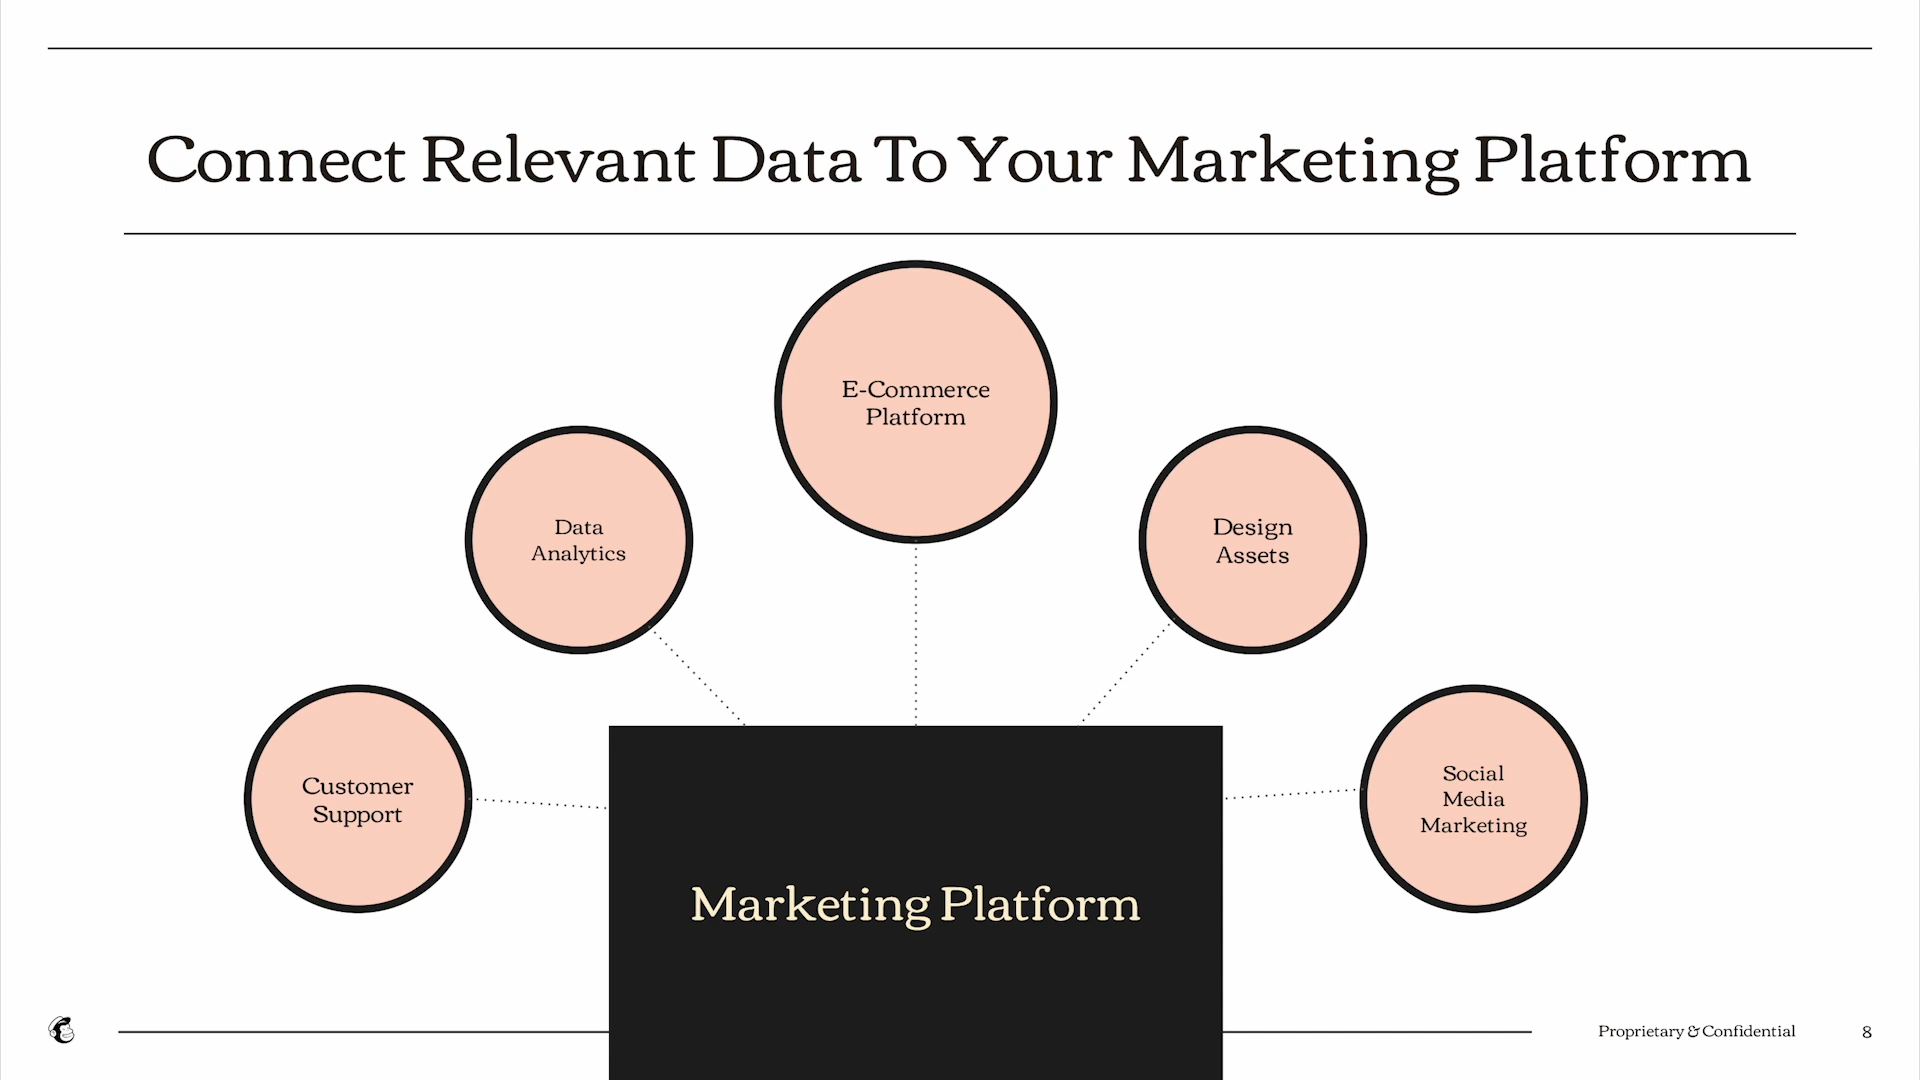 Connect Relevant Data To Your Marketing Platform
E-Commerce
Platform
Data
Analytics
Design
Assets
Customer
Support
Social
Media
Marketing
Marketing Platform
Proprietary & Confidential
8